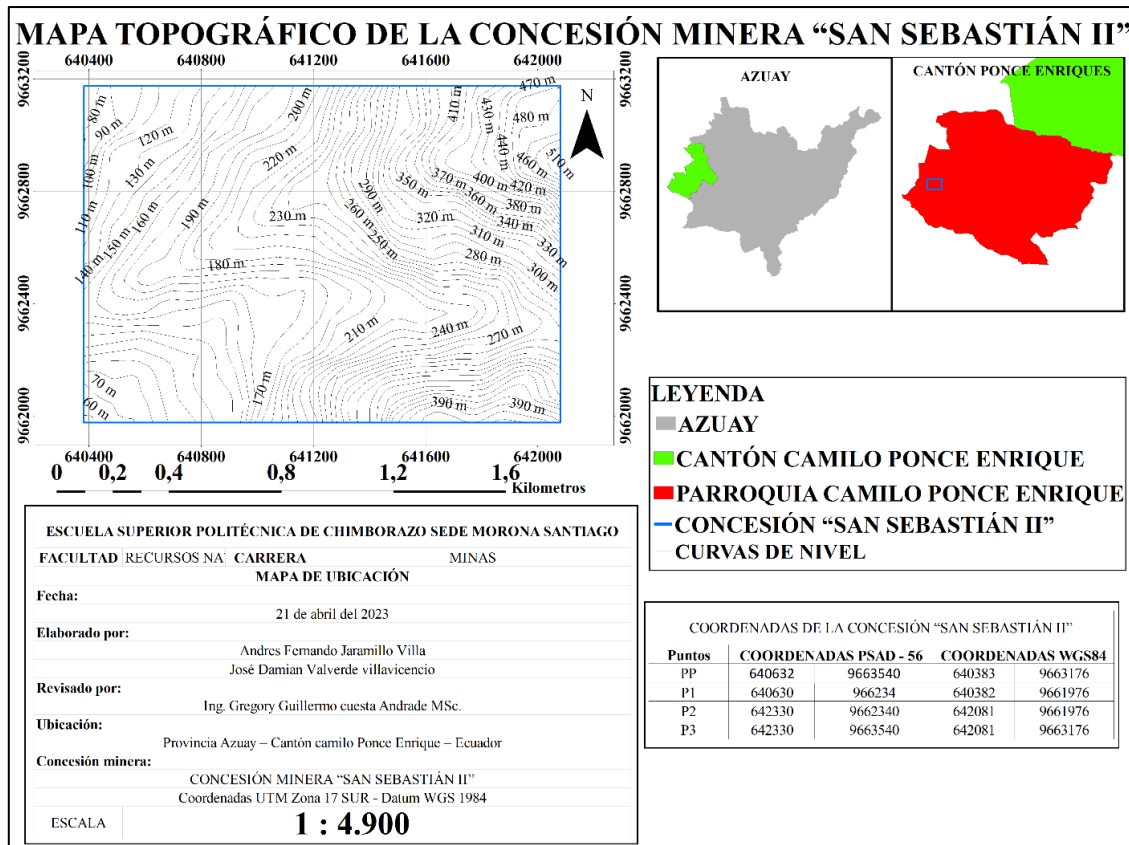 MAPA TOPOGRÁFICO DE LA CONCESIÓN MINERA “SAN SEBASTIÁN II”
640400 640800 641200 641600 642000
9663200
9662800
9662400
9662000
470 m
80 m
90 m
120 m
200 m
410 m
430 m
480 m
440 m
100 m
130 m
220 m
460 m
510 m
370 m
400 m
420 m
350 m
290 m
360 m
380 m
110 m
160 m
190 m
230 m
260 m
320 m
340 m
150 m
250 m
310 m
330 m
140 m
180 m
280 m
300 m
210 m
240 m
270 m
70 m
170 m
60 m
390 m
390 m
N
9663200
9662800
9662400
9662000
640400 640800 641200 641600 642000
0 0,2 0,4 0,8 1,2 1,6
Kilometros
AZUAY
CANTÓN PONCE ENRIQUES
LEYENDA
AZUAY
CANTÓN CAMILO PONCE ENRIQUE
PARROQUIA CAMILO PONCE ENRIQUE
CONCESIÓN “SAN SEBASTIÁN II”
CURVAS DE NIVEL
ESCUELA SUPERIOR POLITÉCNICA DE CHIMBORAZO SEDE MORONA SANTIAGO
FACULTAD RECURSOS NA CARRERA MINAS
MAPA DE UBICACIÓN
Fecha:
21 de abril del 2023
Elaborado por:
Andres Fernando Jaramillo Villa
José Damian Valverde villavicencio
Revisado por:
Ing. Gregory Guillermo cuesta Andrade MSc.
Ubicación:
Provincia Azuay – Cantón camilo Ponce Enrique – Ecuador
Concesión minera:
CONCESIÓN MINERA “SAN SEBASTIÁN II”
Coordenadas UTM Zona 17 SUR - Datum WGS 1984
ESCALA 1 : 4.900
COORDENADAS DE LA CONCESIÓN “SAN SEBASTIÁN II”
Puntos COORDENADAS PSAD - 56 COORDENADAS WGS84
PP 640632 9663540 640383 9663176
P1 640630 966234 640382 9661976
P2 642330 9662340 642081 9661976
P3 642330 9663540 642081 9663176